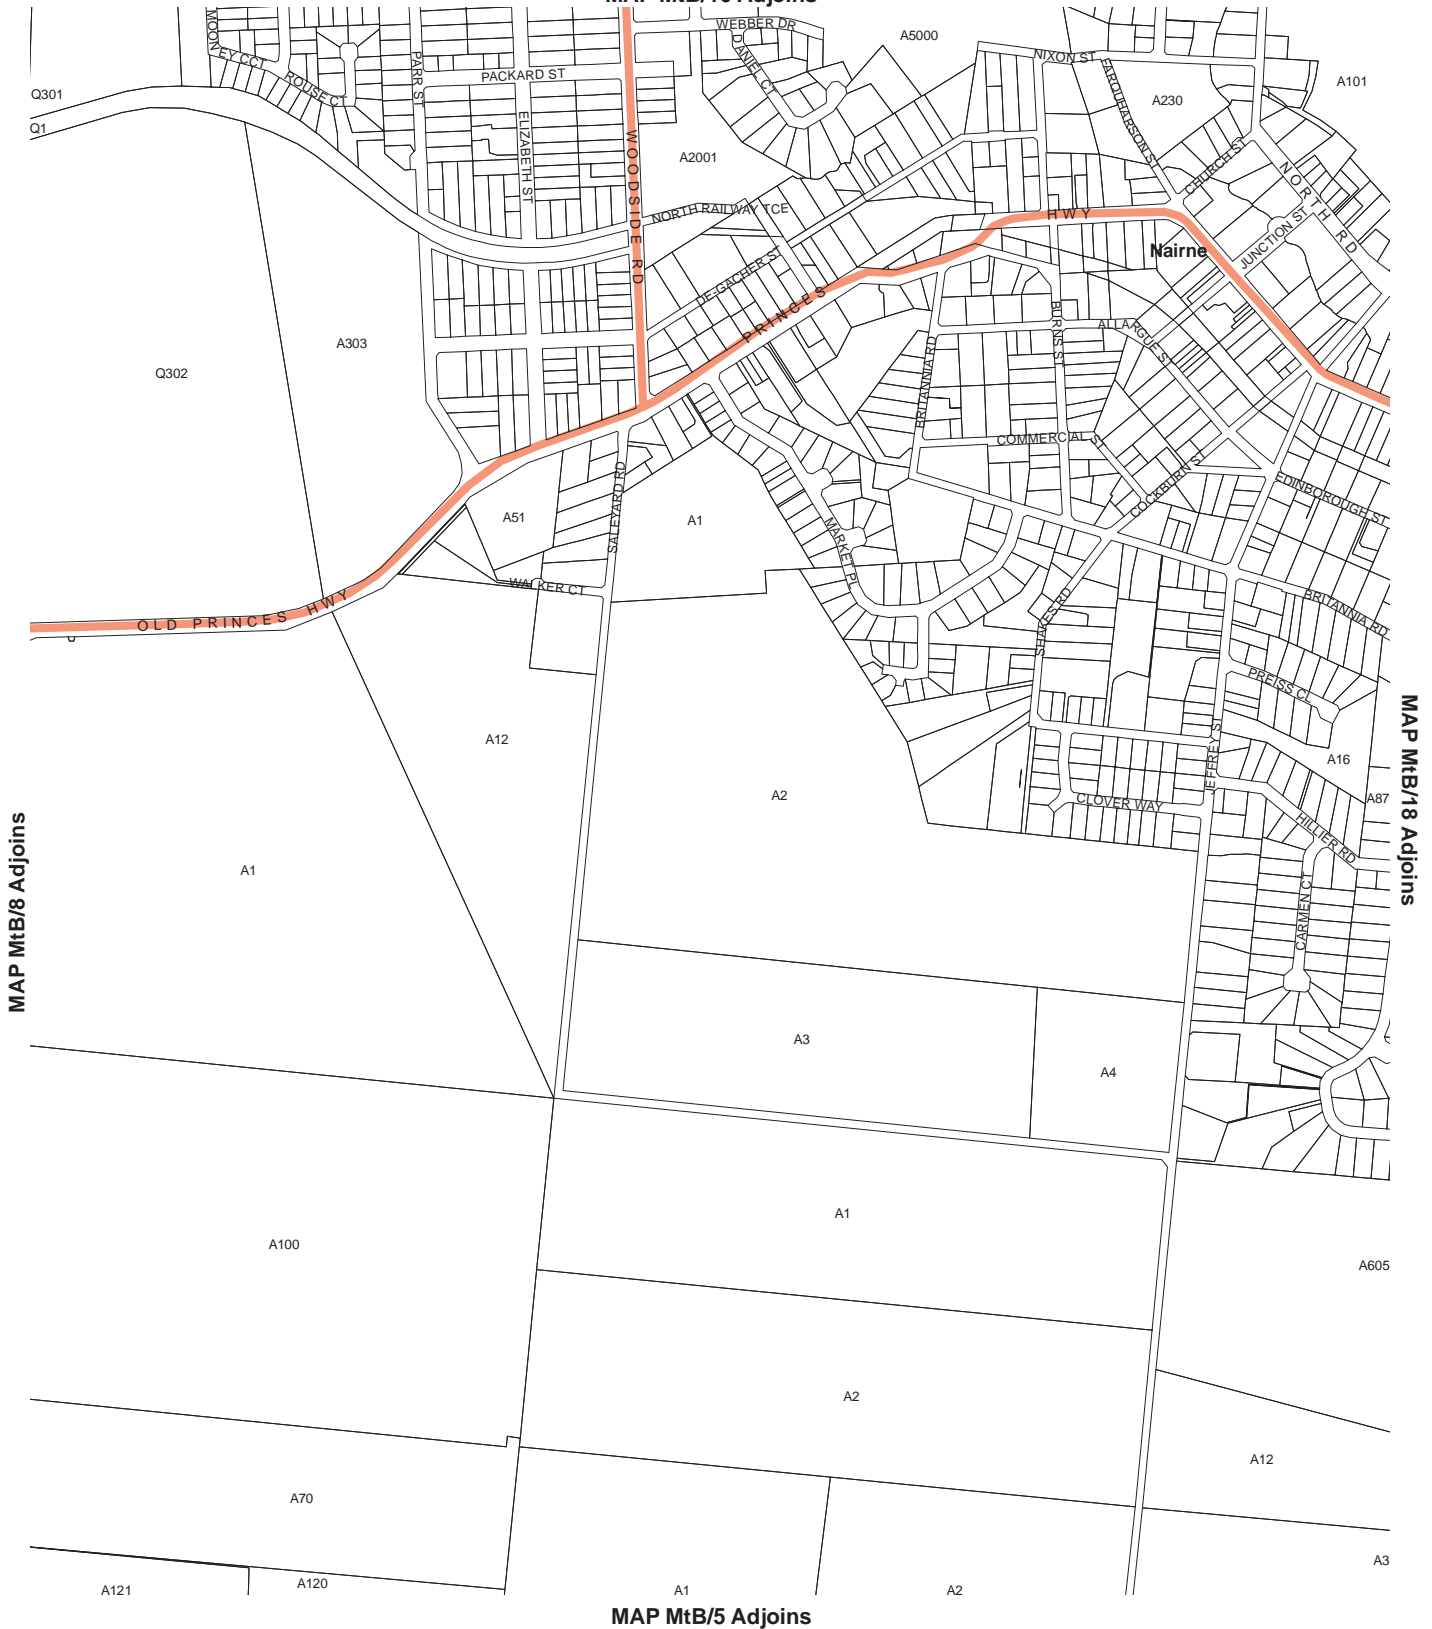 WEBBER DR
A5000
MOONEY CCT
DANIEL CT
NIXON ST
PARR ST
PACKARD ST
ROUSE CT
FARQUHARSON ST
A101
Q301
A230
Q1
ELIZABETH ST
WOODSIDE RD
A2001
CHURCH ST
NORTH RD
NORTH RAILWAY TCE
HWY
JUNCTION ST
Nairne
DE-GACHER ST
PRINCES
BURNS ST
ALLARGUE ST
A303
BRITANNIA RD
Q302
COMMERCIAL ST
COCKBURN ST
EDINBOROUGH ST
SALEYARD RD
A51
A1
MARKET PL
WALKER CT
OLD PRINCES HWY
SHAKES RD
BRITANNIA RD
PREISS CL
A12
JEFFREY ST
A16
A2
CLOVER WAY
A87
HILLIER RD
MAP MtB/18 Adjoins
A1
MAP MtB/8 Adjoins
CARMEN CT
A3
A4
A1
A100
A605
A2
A12
A70
A3
A121
A120
A1
A2
MAP MtB/5 Adjoins